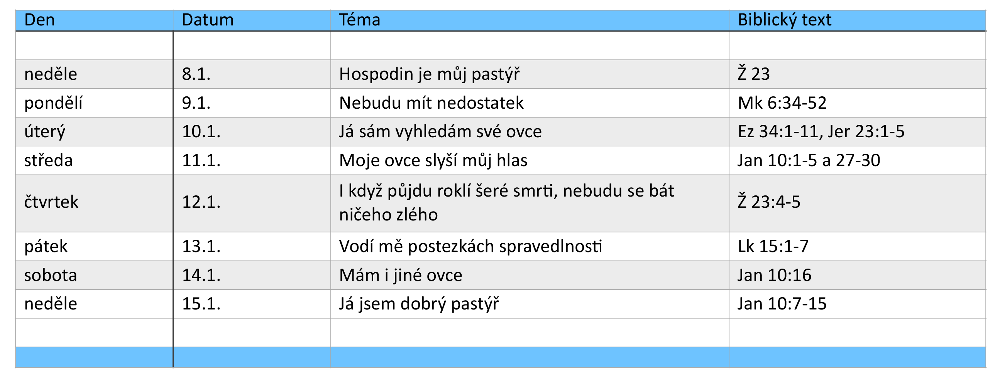 Den Datum Téma Biblický text
neděle 8.1. Hospodin je můj pastýř Ž 23
pondělí 9.1. Nebudu mít nedostatek Mk 6:34-52
úterý 10.1. Já sám vyhledám své ovce Ez 34:1-11, Jer 23:1-5
středa 11.1. Moje ovce slyší můj hlas Jan 10:1-5 a 27-30
čtvrtek 12.1. I když půjdu roklí šeré smrti, nebudu se bát
ničeho zlého Ž 23:4-5
pátek 13.1. Vodí mě postezkách spravedlnosti Lk 15:1-7
sobota 14.1. Mám i jiné ovce Jan 10:16
neděle 15.1. Já jsem dobrý pastýř Jan 10:7-15